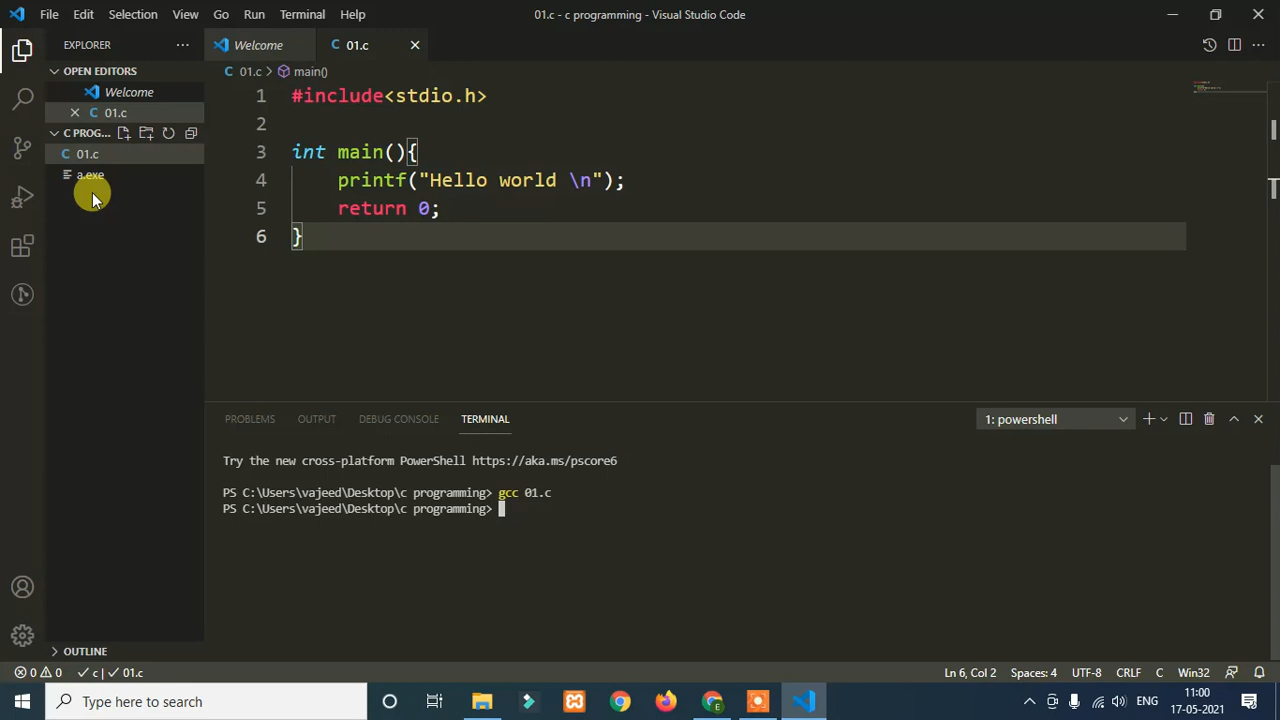 File Edit Selection View Go Run Terminal Help
01.c - c programming - Visual Studio Code
EXPLORER
Welcome
01.c
OPEN EDITORS
Welcome
01.c
C PROG...
01.c
a.exe
OUTLINE
01.c > main()
1 #include<stdio.h>
2
3 int main(){
4 printf("Hello world \n");
5 return 0;
6 }
PROBLEMS OUTPUT DEBUG CONSOLE TERMINAL
1: powershell
Try the new cross-platform PowerShell https://aka.ms/pscore6
PS C:\Users\vajeed\Desktop\c programming> gcc 01.c
PS C:\Users\vajeed\Desktop\c programming>
0 0 c | 01.c
Ln 6, Col 2 Spaces: 4 UTF-8 CRLF C Win32
Type here to search
ENG
11:00
17-05-2021